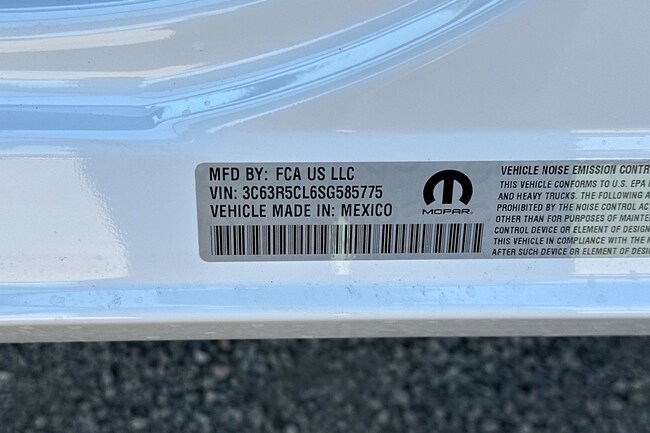 MFD BY: FCA US LLC
VIN: 3C63R5CL6SG585775
VEHICLE MADE IN: MEXICO
MOPAR
VEHICLE NOISE EMISSION CONTR
THIS VEHICLE CONFORMS TO U.S. EPA
AND HEAVY TRUCKS. THE FOLLOWING
PROHIBITED BY THE NOISE CONTROL AC
OTHER THAN FOR PURPOSES OF MAINTE
CONTROL DEVICE OR ELEMENT OF DESIGN
THIS VEHICLE IN COMPLIANCE WITH THE N
AFTER SUCH DEVICE OR ELEMENT OF DESI